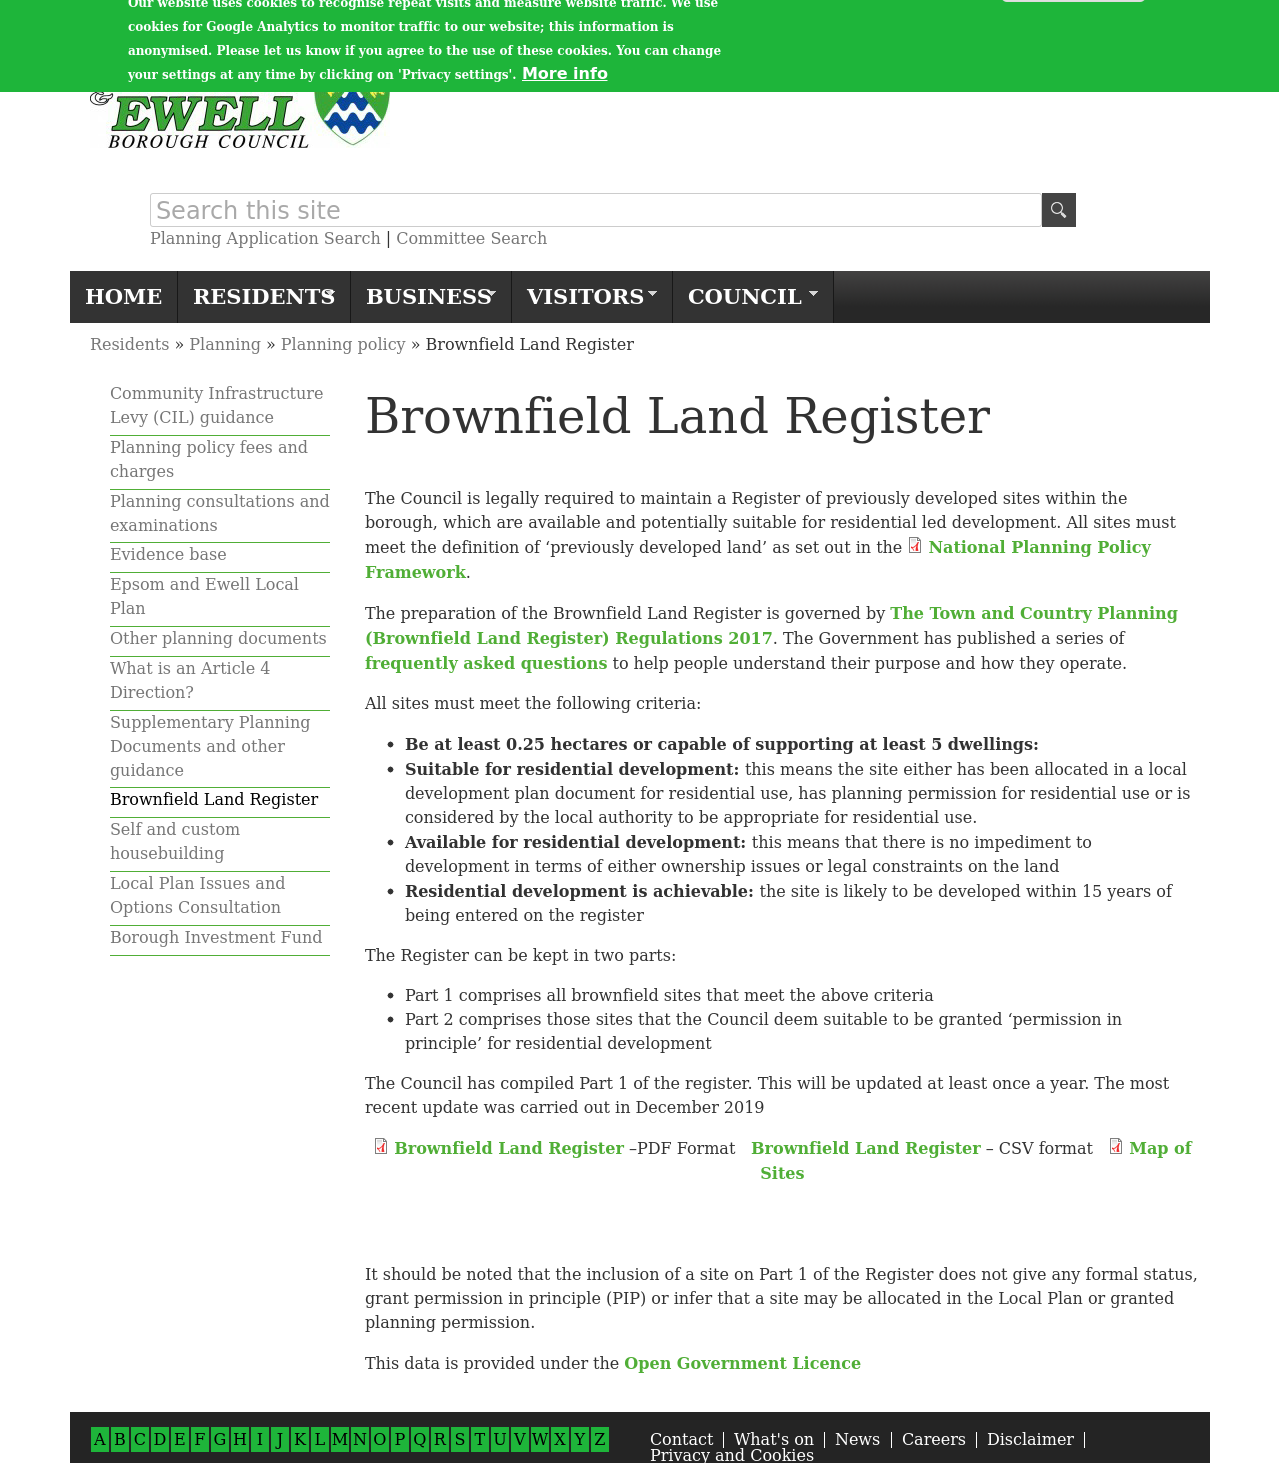 Our website uses cookies to recognise repeat visits and measure website traffic. We use
cookies for Google Analytics to monitor traffic to our website; this information is
anonymised. Please let us know if you agree to the use of these cookies. You can change
your settings at any time by clicking on 'Privacy settings'. More info
& EWELL
BOROUGH COUNCIL
Search this site
Planning Application Search | Committee Search
HOME RESIDENTS BUSINESS VISITORS COUNCIL
Residents » Planning » Planning policy » Brownfield Land Register
Community Infrastructure
Levy (CIL) guidance
Planning policy fees and
charges
Planning consultations and
examinations
Evidence base
Epsom and Ewell Local
Plan
Other planning documents
What is an Article 4
Direction?
Supplementary Planning
Documents and other
guidance
Brownfield Land Register
Self and custom
housebuilding
Local Plan Issues and
Options Consultation
Borough Investment Fund
Brownfield Land Register
The Council is legally required to maintain a Register of previously developed sites within the
borough, which are available and potentially suitable for residential led development. All sites must
meet the definition of ‘previously developed land’ as set out in the National Planning Policy
Framework.
The preparation of the Brownfield Land Register is governed by The Town and Country Planning
(Brownfield Land Register) Regulations 2017. The Government has published a series of
frequently asked questions to help people understand their purpose and how they operate.
All sites must meet the following criteria:
• Be at least 0.25 hectares or capable of supporting at least 5 dwellings:
• Suitable for residential development: this means the site either has been allocated in a local
development plan document for residential use, has planning permission for residential use or is
considered by the local authority to be appropriate for residential use.
• Available for residential development: this means that there is no impediment to
development in terms of either ownership issues or legal constraints on the land
• Residential development is achievable: the site is likely to be developed within 15 years of
being entered on the register
The Register can be kept in two parts:
• Part 1 comprises all brownfield sites that meet the above criteria
• Part 2 comprises those sites that the Council deem suitable to be granted ‘permission in
principle’ for residential development
The Council has compiled Part 1 of the register. This will be updated at least once a year. The most
recent update was carried out in December 2019
Brownfield Land Register –PDF Format Brownfield Land Register – CSV format Map of
Sites
It should be noted that the inclusion of a site on Part 1 of the Register does not give any formal status,
grant permission in principle (PIP) or infer that a site may be allocated in the Local Plan or granted
planning permission.
This data is provided under the Open Government Licence
A B C D E F G H I J K L M N O P Q R S T U V W X Y Z
Contact | What's on | News | Careers | Disclaimer |
Privacy and Cookies